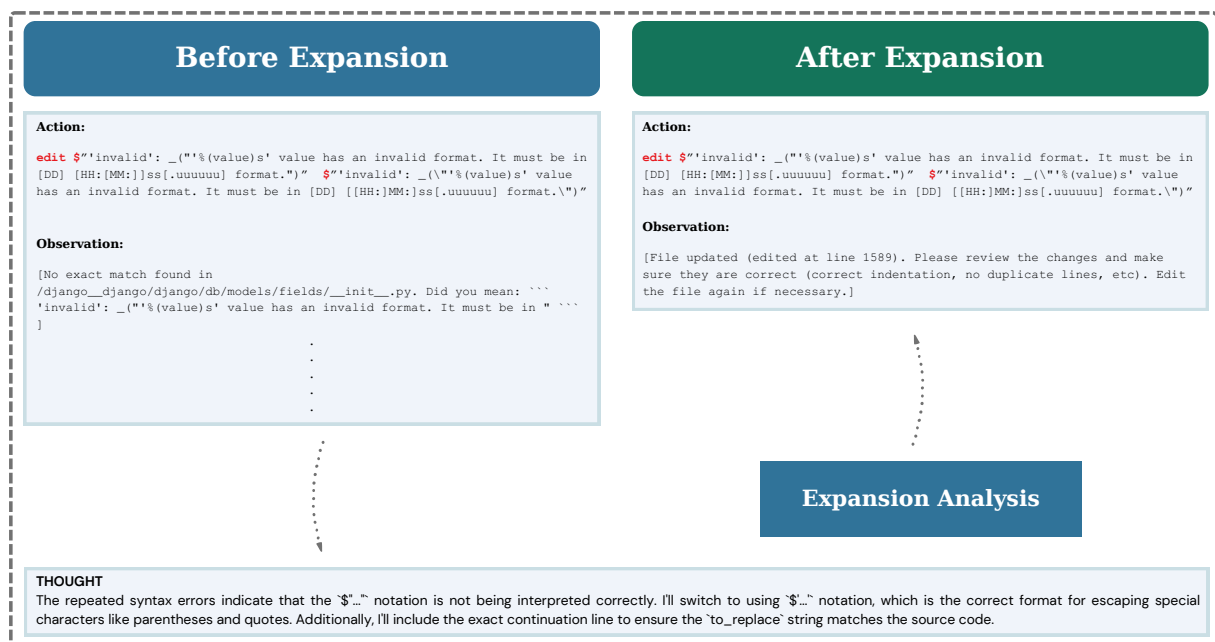 Before Expansion
Action:
edit $”'invalid': _("'%(value)s' value has an invalid format. It must be in
[DD] [HH:[MM:]]ss[.uuuuuu] format.")” $”'invalid': _(\"'%(value)s' value
has an invalid format. It must be in [DD] [[HH:]MM:]ss[.uuuuuu] format.\")”
Observation:
[No exact match found in
/django__django/django/db/models/fields/__init__.py. Did you mean: ```
'invalid': _("'%(value)s' value has an invalid format. It must be in " ```
]
.
.
.
.
.
After Expansion
Action:
edit $”'invalid': _("'%(value)s' value has an invalid format. It must be in
[DD] [HH:[MM:]]ss[.uuuuuu] format.")” $”'invalid': _(\"'%(value)s' value
has an invalid format. It must be in [DD] [[HH:]MM:]ss[.uuuuuu] format.\")”
Observation:
[File updated (edited at line 1589). Please review the changes and make
sure they are correct (correct indentation, no duplicate lines, etc). Edit
the file again if necessary.]
Expansion Analysis
THOUGHT
The repeated syntax errors indicate that the `$"..."` notation is not being interpreted correctly. I'll switch to using `$'...'` notation, which is the correct format for escaping special
characters like parentheses and quotes. Additionally, I'll include the exact continuation line to ensure the `to_replace` string matches the source code.